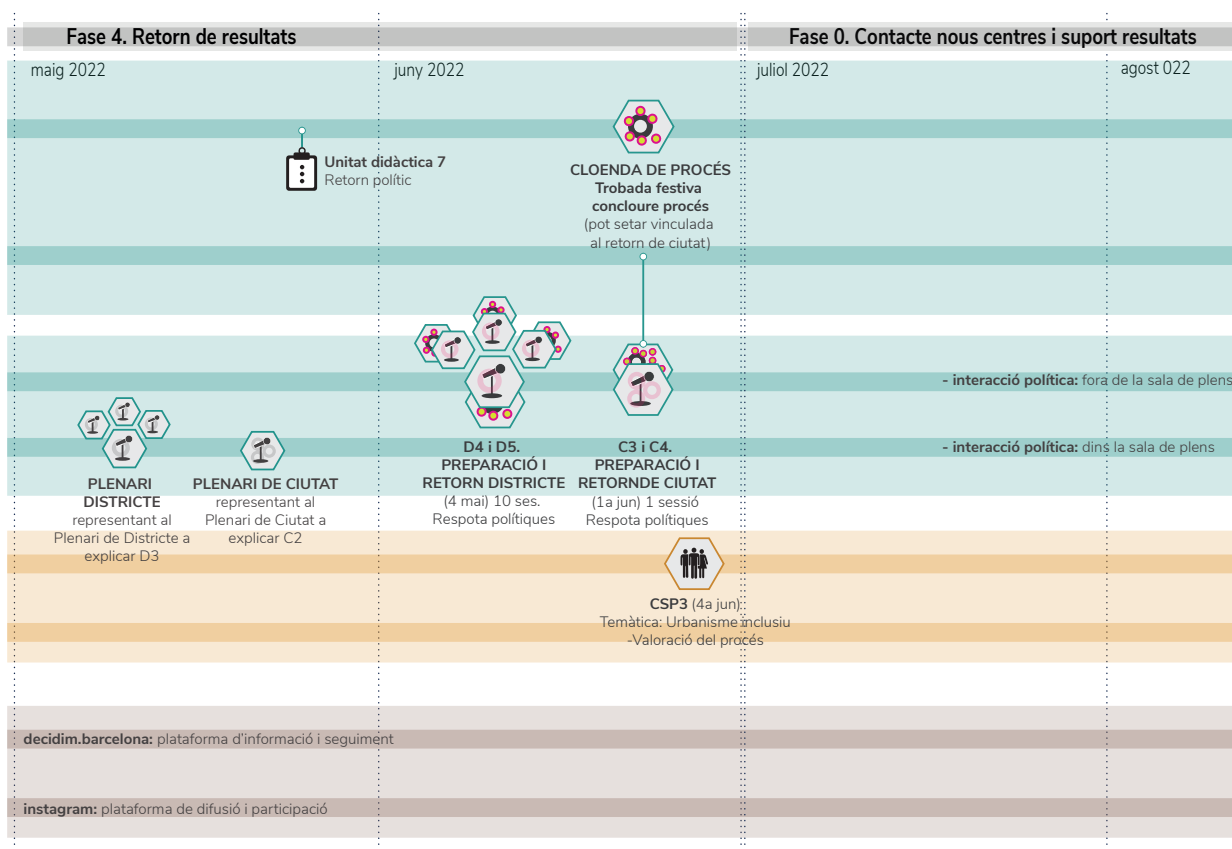 Fase 4. Retorn de resultats
Fase 0. Contacte nous centres i suport resultats
maig 2022
juny 2022
juliol 2022
agost 022
Unitat didàctica 7
Retorn polític
CLOENDA DE PROCÉS
Trobada festiva
concloure procés
(pot setar vinculada
al retorn de ciutat)
- interacció política: fora de la sala de plens
- interacció política: dins la sala de plens
PLENARI
DISTRICTE
representant al
Plenari de Districte a
explicar D3
PLENARI DE CIUTAT
representant al
Plenari de Ciutat a
explicar C2
D4 i D5.
PREPARACIÓ I
RETORN DISTRICTE
(4 mai) 10 ses.
Respota polítiques
C3 i C4.
PREPARACIÓ I
RETORNDE CIUTAT
(1a jun) 1 sessió
Respota polítiques
CSP3 (4a jun):
Temàtica: Urbanisme inclusiu
-Valoració del procés
decidim.barcelona: plataforma d'informació i seguiment
instagram: plataforma de difusió i participació